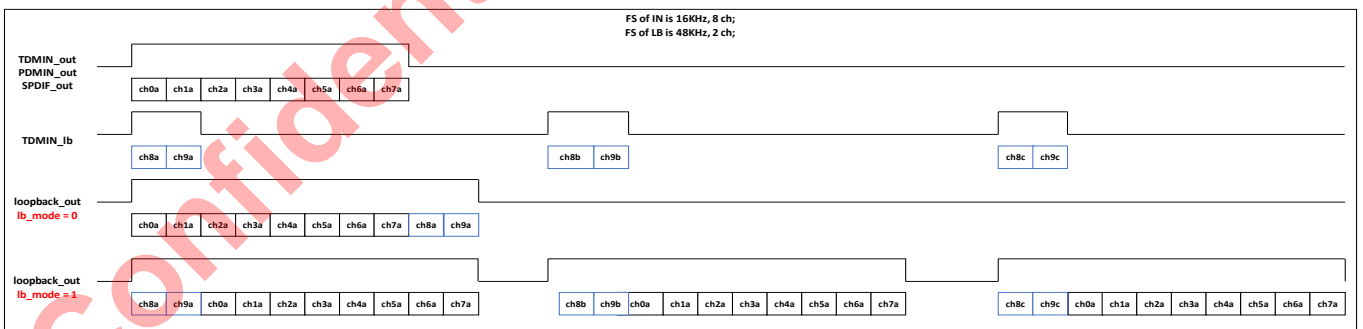 FS of IN is 16KHz, 8 ch;
FS of LB is 48KHz, 2 ch;
TDMIN_out
PDMIN_out
SPDIF_out
ch0a ch1a ch2a ch3a ch4a ch5a ch6a ch7a
TDMIN_lb
ch8a ch9a ch8b ch9b ch8c ch9c
loopback_out
lb_mode = 0
ch0a ch1a ch2a ch3a ch4a ch5a ch6a ch7a ch8a ch9a
loopback_out
lb_mode = 1
ch8a ch9a ch0a ch1a ch2a ch3a ch4a ch5a ch6a ch7a ch8b ch9b ch0a ch1a ch2a ch3a ch4a ch5a ch6a ch7a ch8c ch9c ch0a ch1a ch2a ch3a ch4a ch5a ch6a ch7a
Confidential